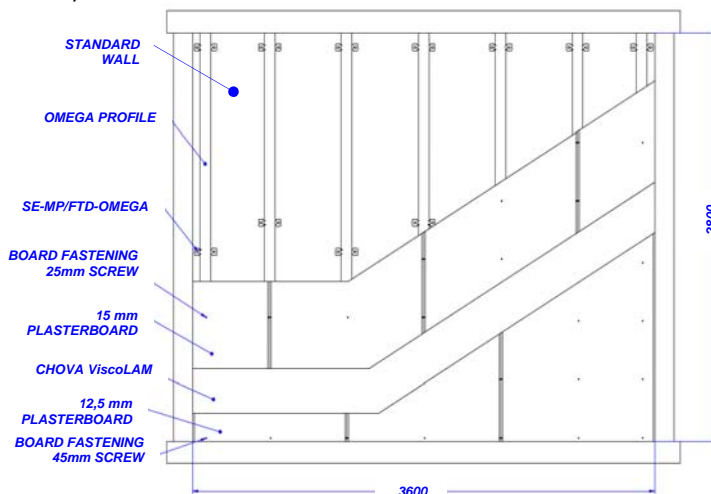 STANDARD
WALL
OMEGA PROFILE
SE-MP/FTD-OMEGA
BOARD FASTENING
25mm SCREW
15 mm
PLASTERBOARD
CHOVA ViscoLAM
12,5 mm
PLASTERBOARD
BOARD FASTENING
45mm SCREW
2800
3600